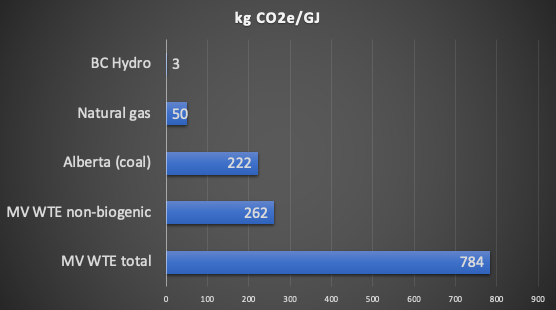 kg CO2e/GJ
BC Hydro 3
Natural gas 50
Alberta (coal) 222
MV WTE non-biogenic 262
MV WTE total 784
0 100 200 300 400 500 600 700 800 900